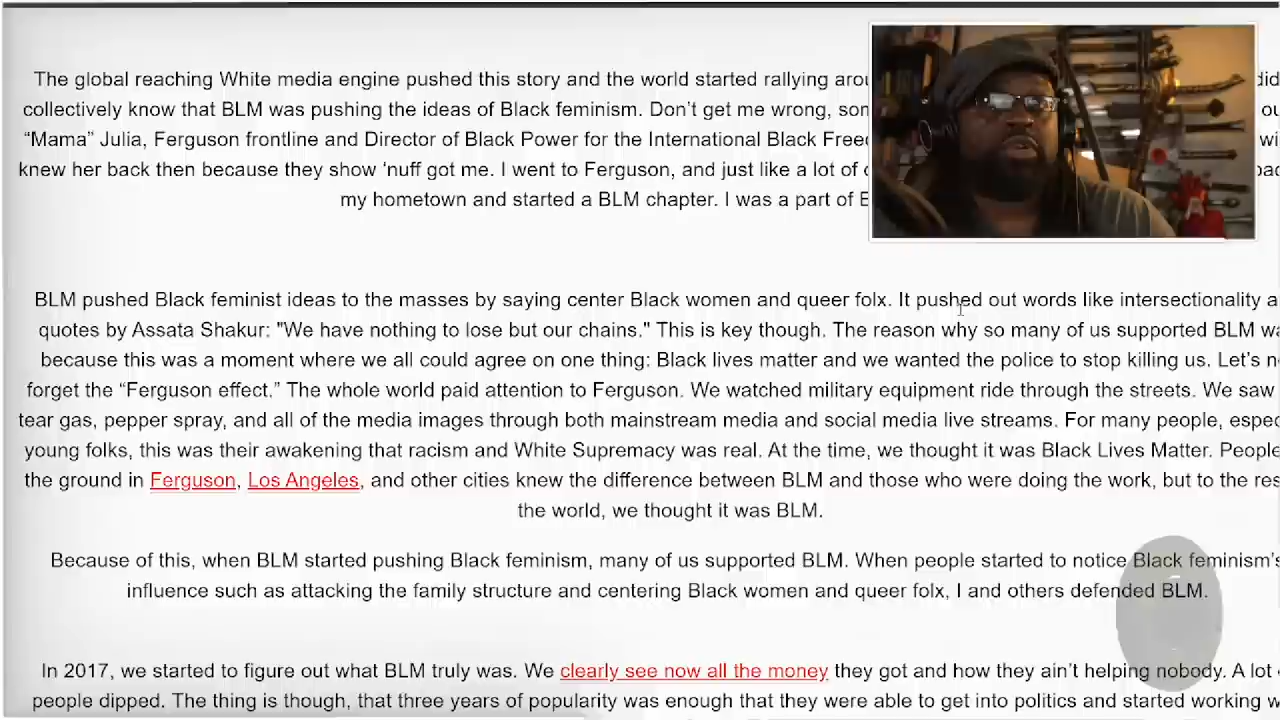 The global reaching White media engine pushed this story and the world started rallying
collectively know that BLM was pushing the ideas of Black feminism. Don't get me wrong,
“Mama” Julia, Ferguson frontline and Director of Black Power for the International Black
knew her back then because they show ‘nuff got me. I went to Ferguson, and just like a lot of
my hometown and started a BLM chapter. I was a part of
BLM pushed Black feminist ideas to the masses by saying center Black women and queer folx. It pushed out words like intersectionality
quotes by Assata Shakur: "We have nothing to lose but our chains." This is key though. The reason why so many of us supported BLM
because this was a moment where we all could agree on one thing: Black lives matter and we wanted the police to stop killing us. Let’s
forget the “Ferguson effect.” The whole world paid attention to Ferguson. We watched military equipment ride through the streets. We saw
tear gas, pepper spray, and all of the media images through both mainstream media and social media live streams. For many people,
young folks, this was their awakening that racism and White Supremacy was real. At the time, we thought it was Black Lives Matter. People
the ground in Ferguson, Los Angeles, and other cities knew the difference between BLM and those who were doing the work, but to the
the world, we thought it was BLM.
Because of this, when BLM started pushing Black feminism, many of us supported BLM. When people started to notice Black feminism’s
influence such as attacking the family structure and centering Black women and queer folx, I and others defended BLM.
In 2017, we started to figure out what BLM truly was. We clearly see now all the money they got and how they ain’t helping nobody. A lot
people dipped. The thing is though, that three years of popularity was enough that they were able to get into politics and started working